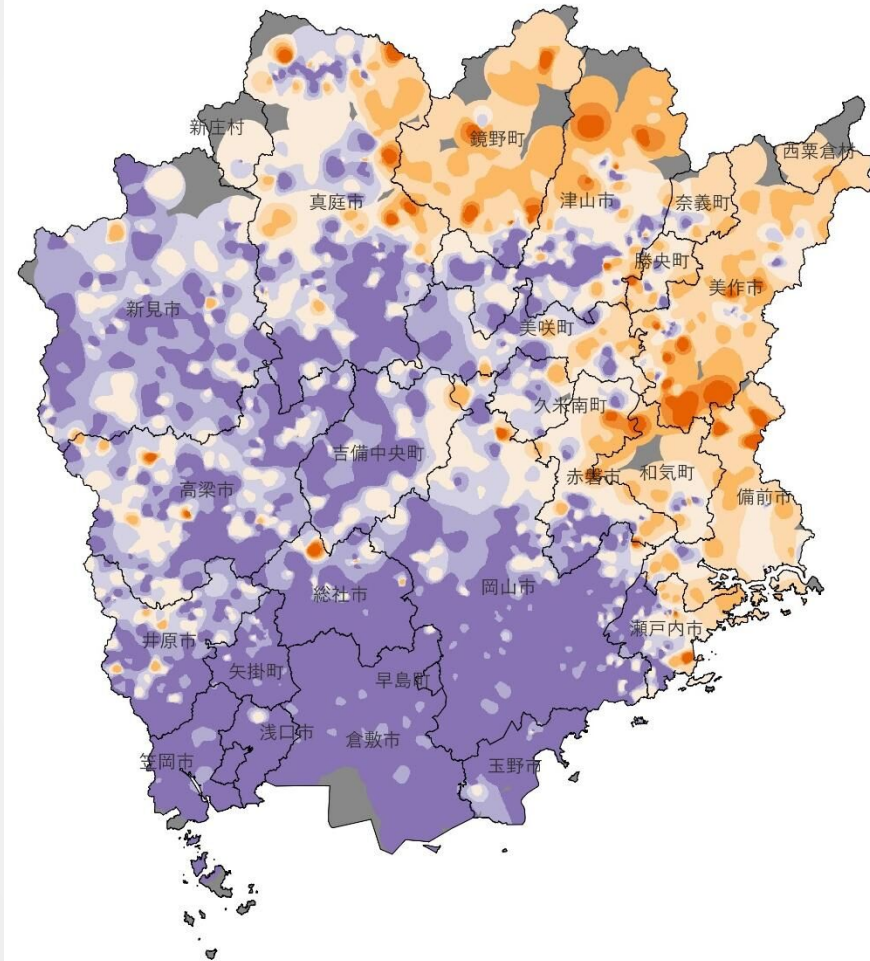 新庄村
鏡野町
西粟倉村
真庭市
津山市
奈義町
勝央町
美作市
新見市
美咲町
久米南町
吉備中央町
赤磐市
和気町
高梁市
備前市
総社市
岡山市
瀬戸内市
井原市
矢掛町
早島町
浅口市
倉敷市
笠岡市
玉野市